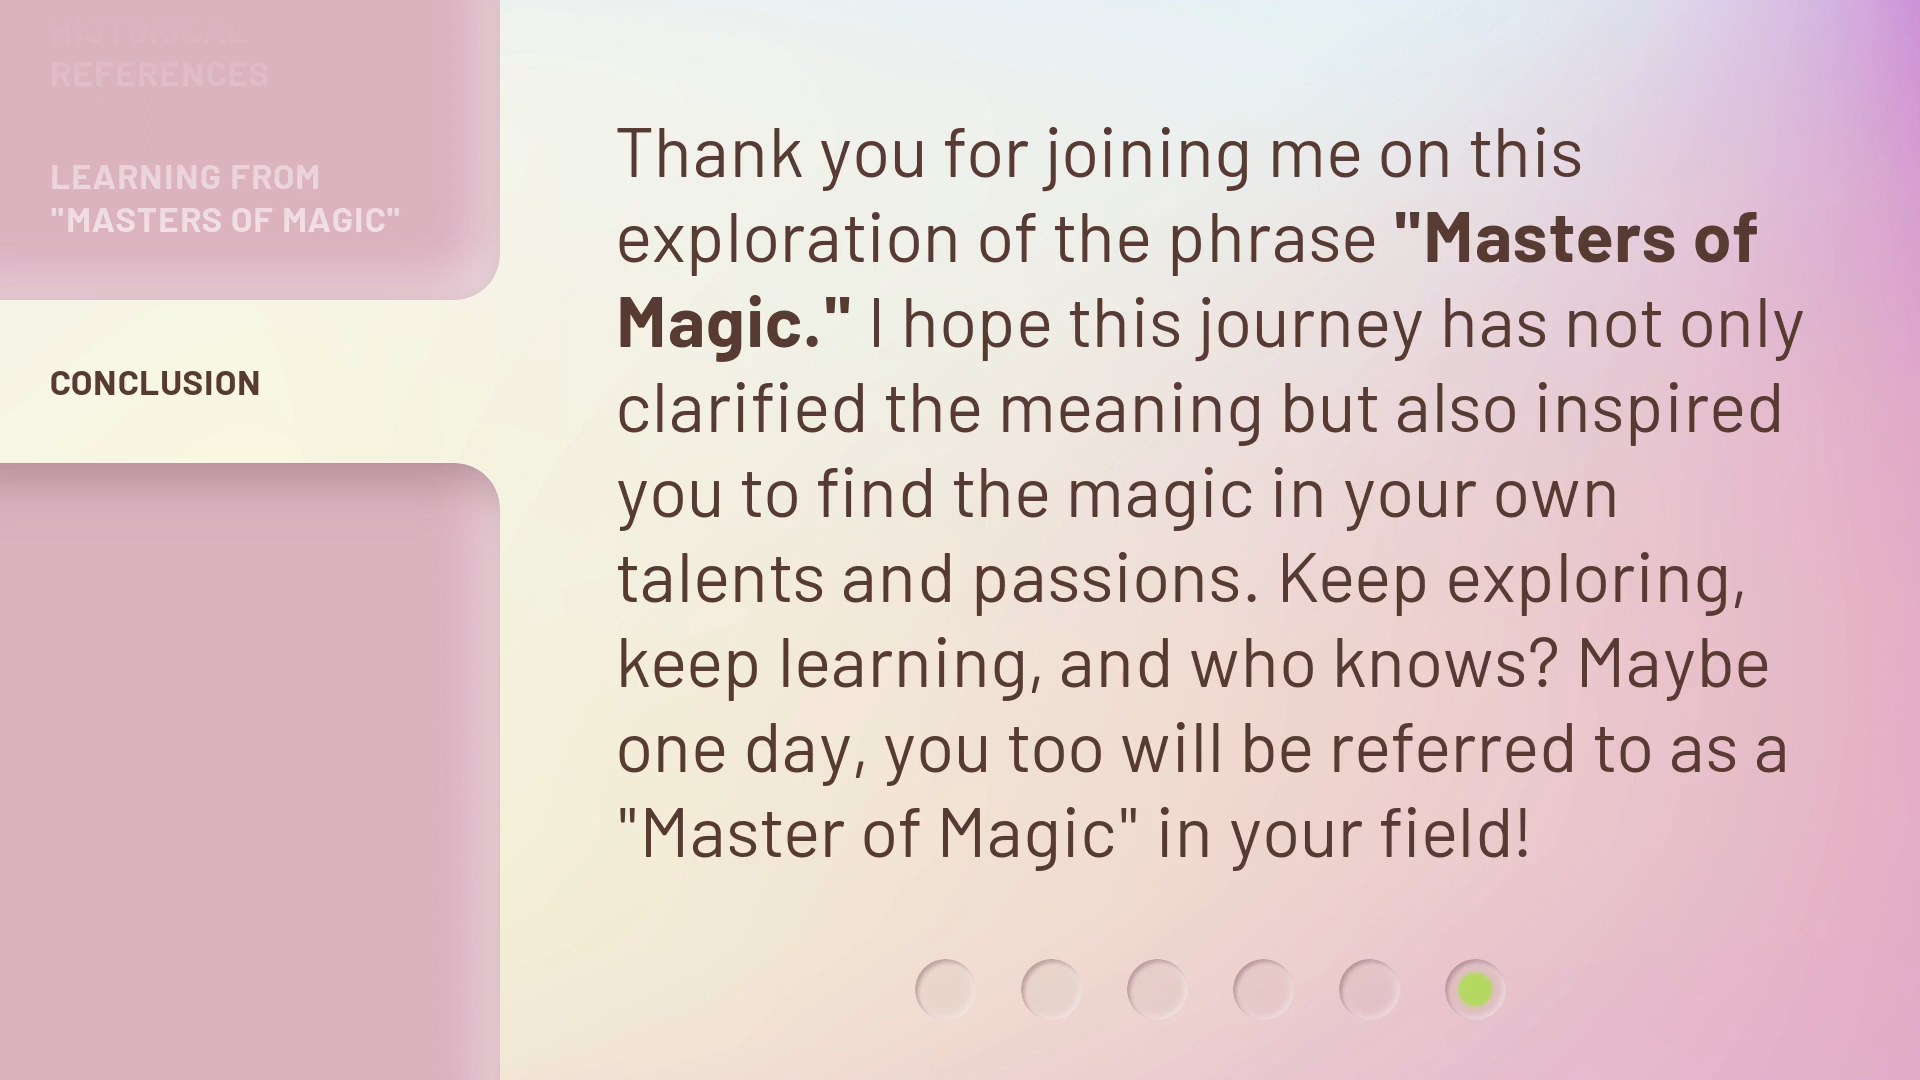 HISTORICAL
REFERENCES
LEARNING FROM
"MASTERS OF MAGIC"
CONCLUSION
Thank you for joining me on this
exploration of the phrase "Masters of
Magic." I hope this journey has not only
clarified the meaning but also inspired
you to find the magic in your own
talents and passions. Keep exploring,
keep learning, and who knows? Maybe
one day, you too will be referred to as a
"Master of Magic" in your field!